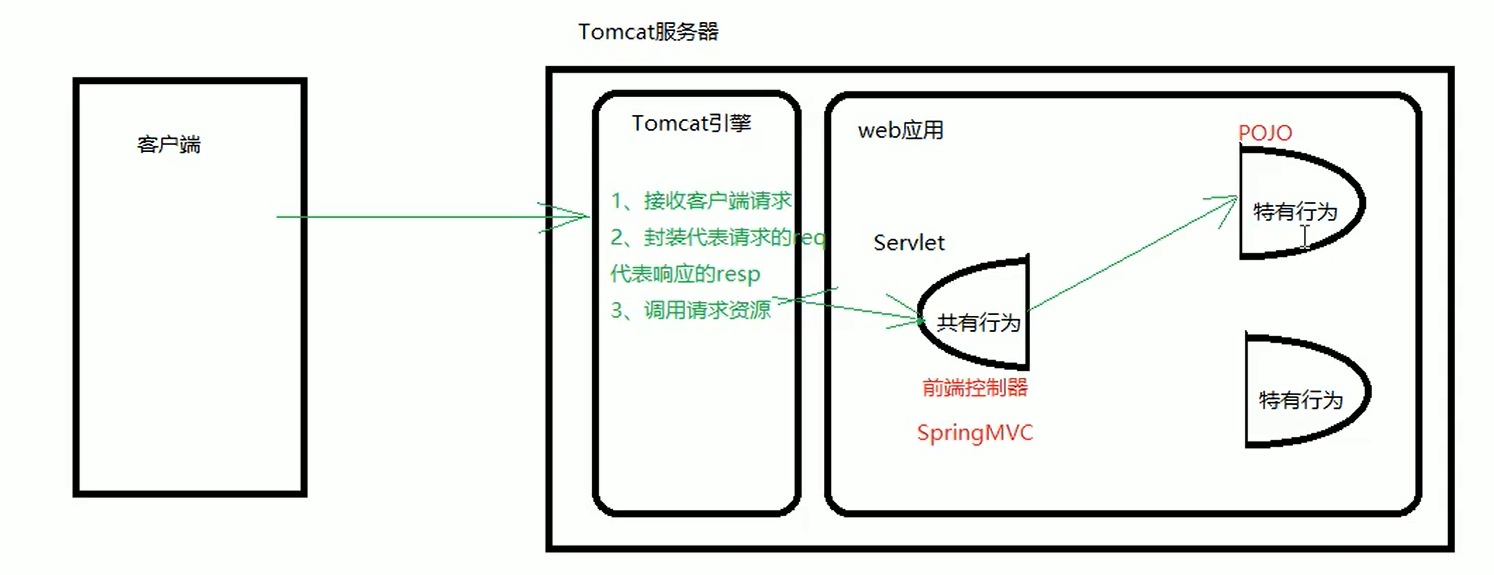 Tomcat服务器
客户端
Tomcat引擎
1、接收客户端请求
2、封装代表请求的req
代表响应的resp
3、调用请求资源
web应用
Servlet
共有行为
前端控制器
SpringMVC
POJO
特有行为
特有行为